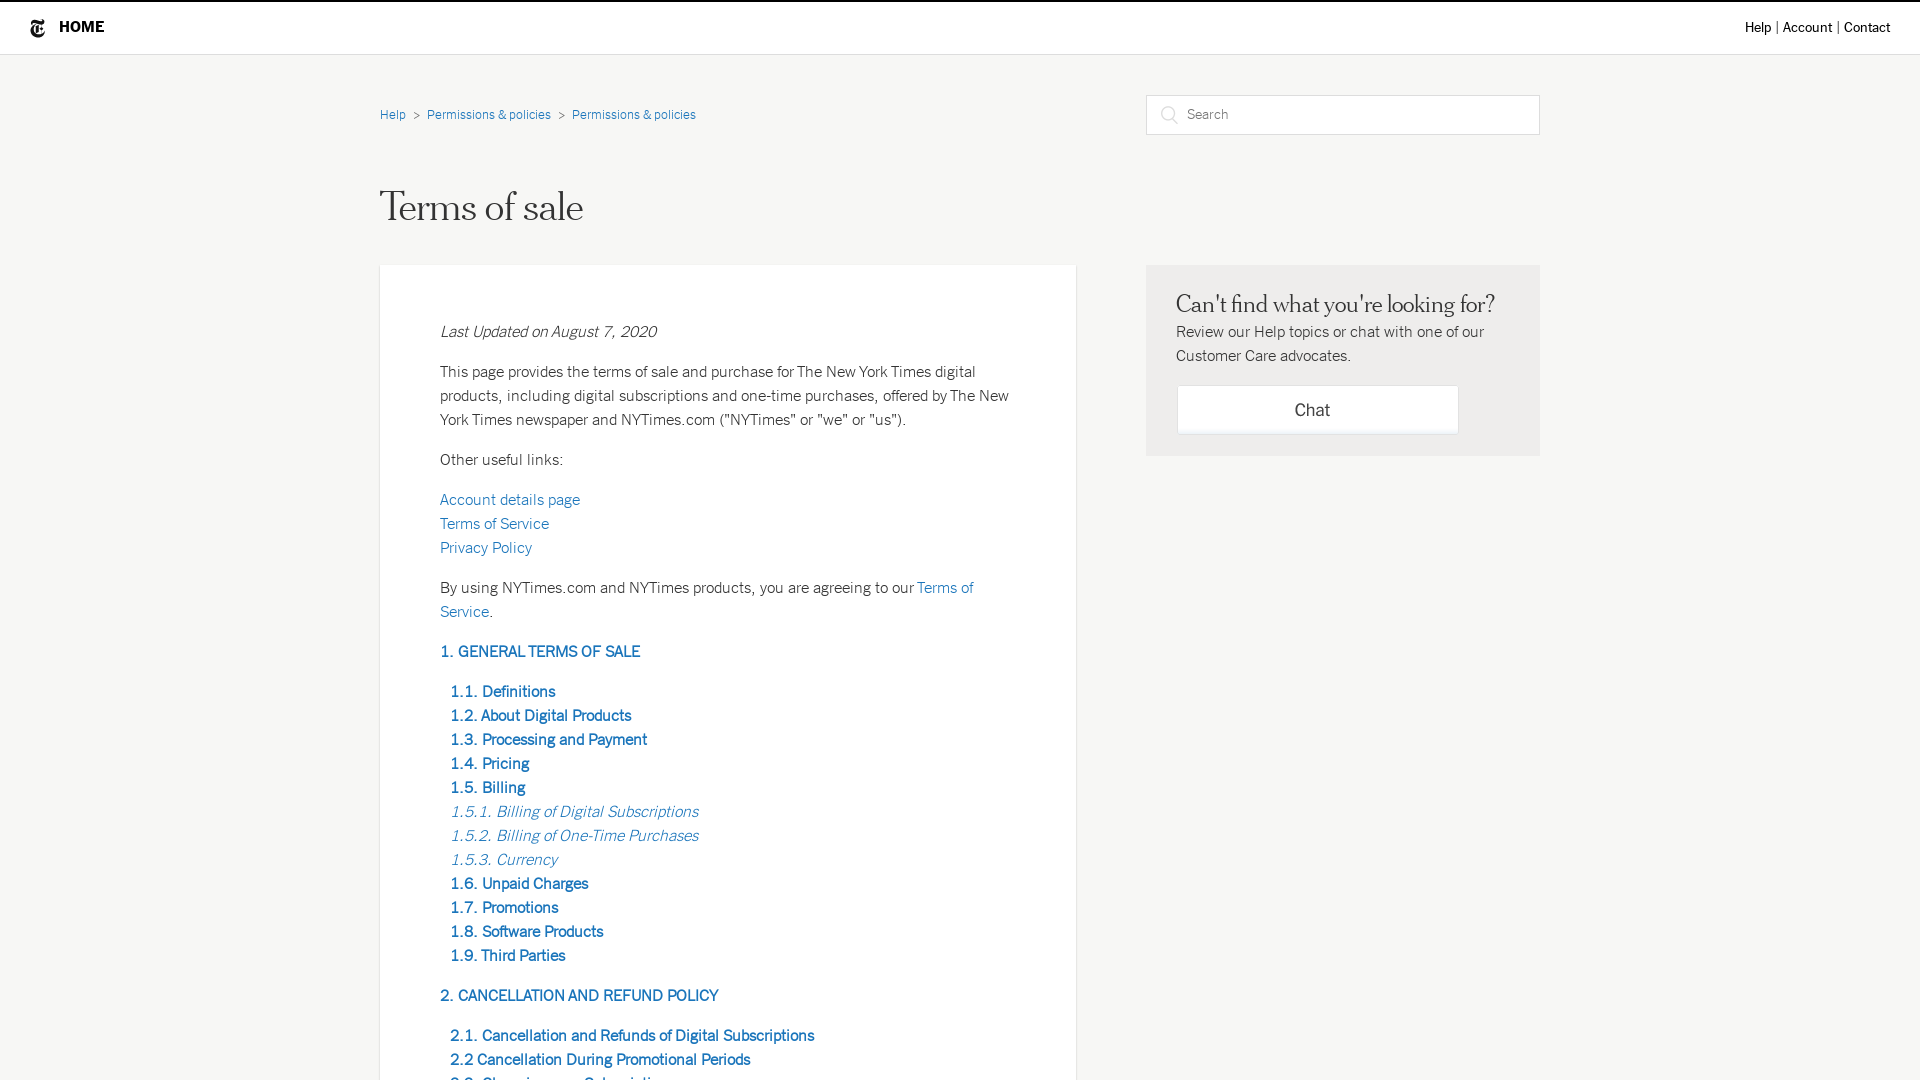 HOME
Help | Account | Contact
Help > Permissions & policies > Permissions & policies
Search
Terms of sale
Last Updated on August 7, 2020
This page provides the terms of sale and purchase for The New York Times digital
products, including digital subscriptions and one-time purchases, offered by The New
York Times newspaper and NYTimes.com ("NYTimes" or "we" or "us").
Other useful links:
Account details page
Terms of Service
Privacy Policy
By using NYTimes.com and NYTimes products, you are agreeing to our Terms of
Service.
1. GENERAL TERMS OF SALE
1.1. Definitions
1.2. About Digital Products
1.3. Processing and Payment
1.4. Pricing
1.5. Billing
1.5.1. Billing of Digital Subscriptions
1.5.2. Billing of One-Time Purchases
1.5.3. Currency
1.6. Unpaid Charges
1.7. Promotions
1.8. Software Products
1.9. Third Parties
2. CANCELLATION AND REFUND POLICY
2.1. Cancellation and Refunds of Digital Subscriptions
2.2 Cancellation During Promotional Periods
Can't find what you're looking for?
Review our Help topics or chat with one of our
Customer Care advocates.
Chat